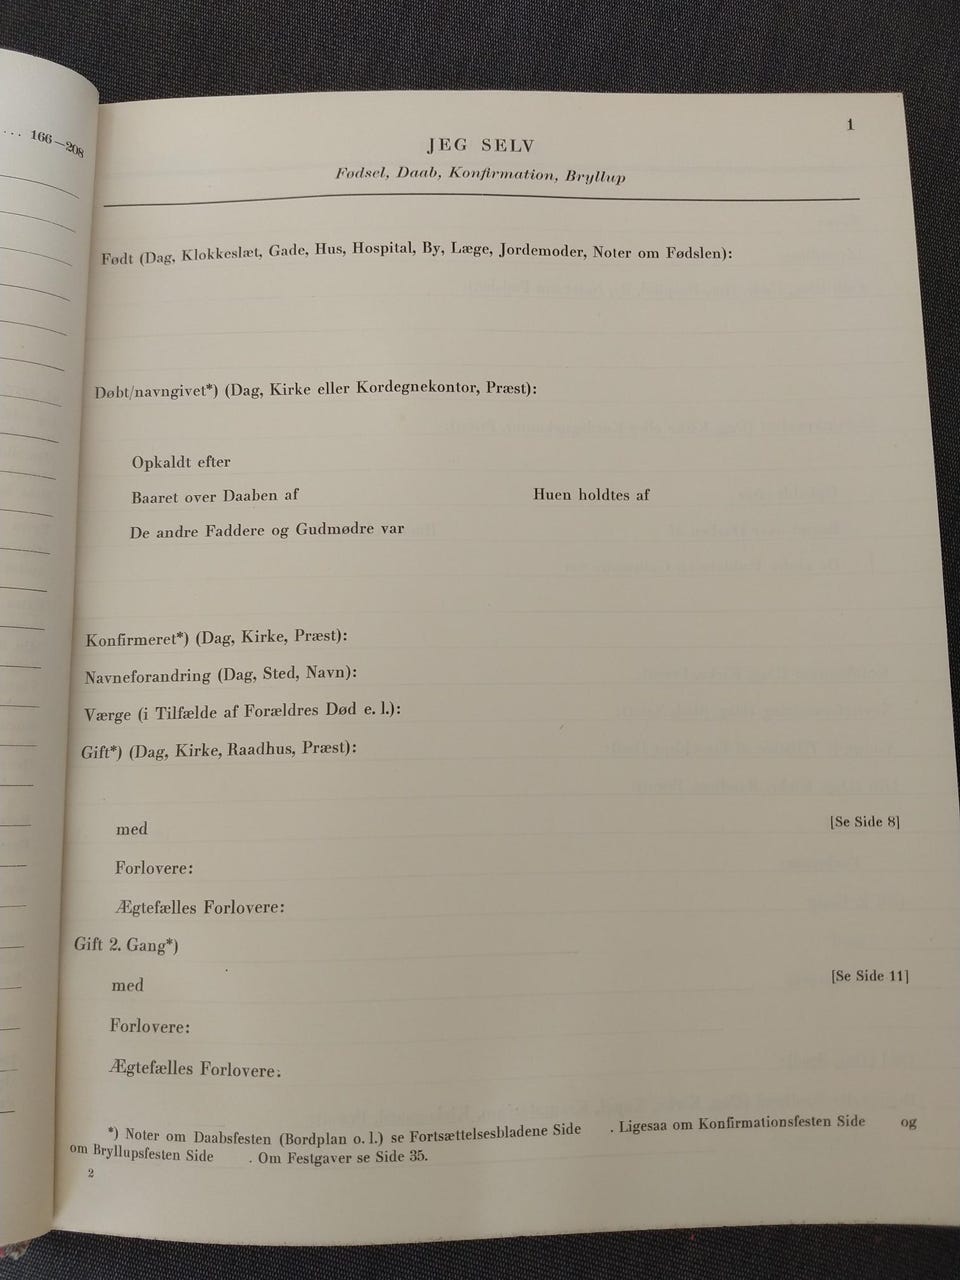 ... 166—208
1
JEG SELV
Fødsel, Daab, Konfirmation, Bryllup
Født (Dag, Klokkeslæt, Gade, Hus, Hospital, By, Læge, Jordemoder, Noter om Fødslen):
Døbt/navngivet*) (Dag, Kirke eller Kordegnekontor, Præst):
Opkaldt efter
Baaret over Daaben af Huen holdtes af
De andre Faddere og Gudmødre var
Konfirmeret*) (Dag, Kirke, Præst):
Navneforandring (Dag, Sted, Navn):
Værge (i Tilfælde af Forældres Død e. l.):
Gift*) (Dag, Kirke, Raadhus, Præst):
med [Se Side 8]
Forlovere:
Ægtefælles Forlovere:
Gift 2. Gang*)
med [Se Side 11]
Forlovere:
Ægtefælles Forlovere:
*) Noter om Daabsfesten (Bordplan o. l.) se Fortsættelsesbladene Side . Ligesaa om Konfirmationsfesten Side og
om Bryllupsfesten Side . Om Festgaver se Side 35.
2